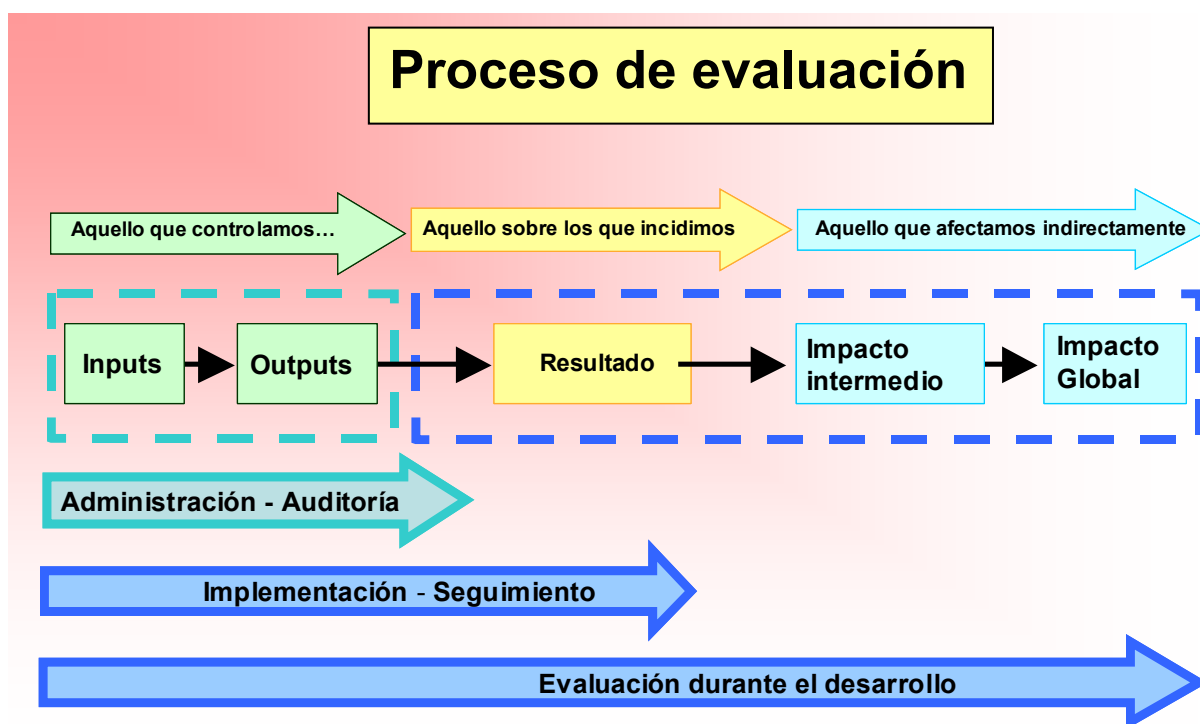 Proceso de evaluación
Aquello que controlamos…
Aquello sobre los que incidimos
Aquello que afectamos indirectamente
Inputs
Outputs
Resultado
Impacto
intermedio
Impacto
Global
Administración - Auditoría
Implementación - Seguimiento
Evaluación durante el desarrollo